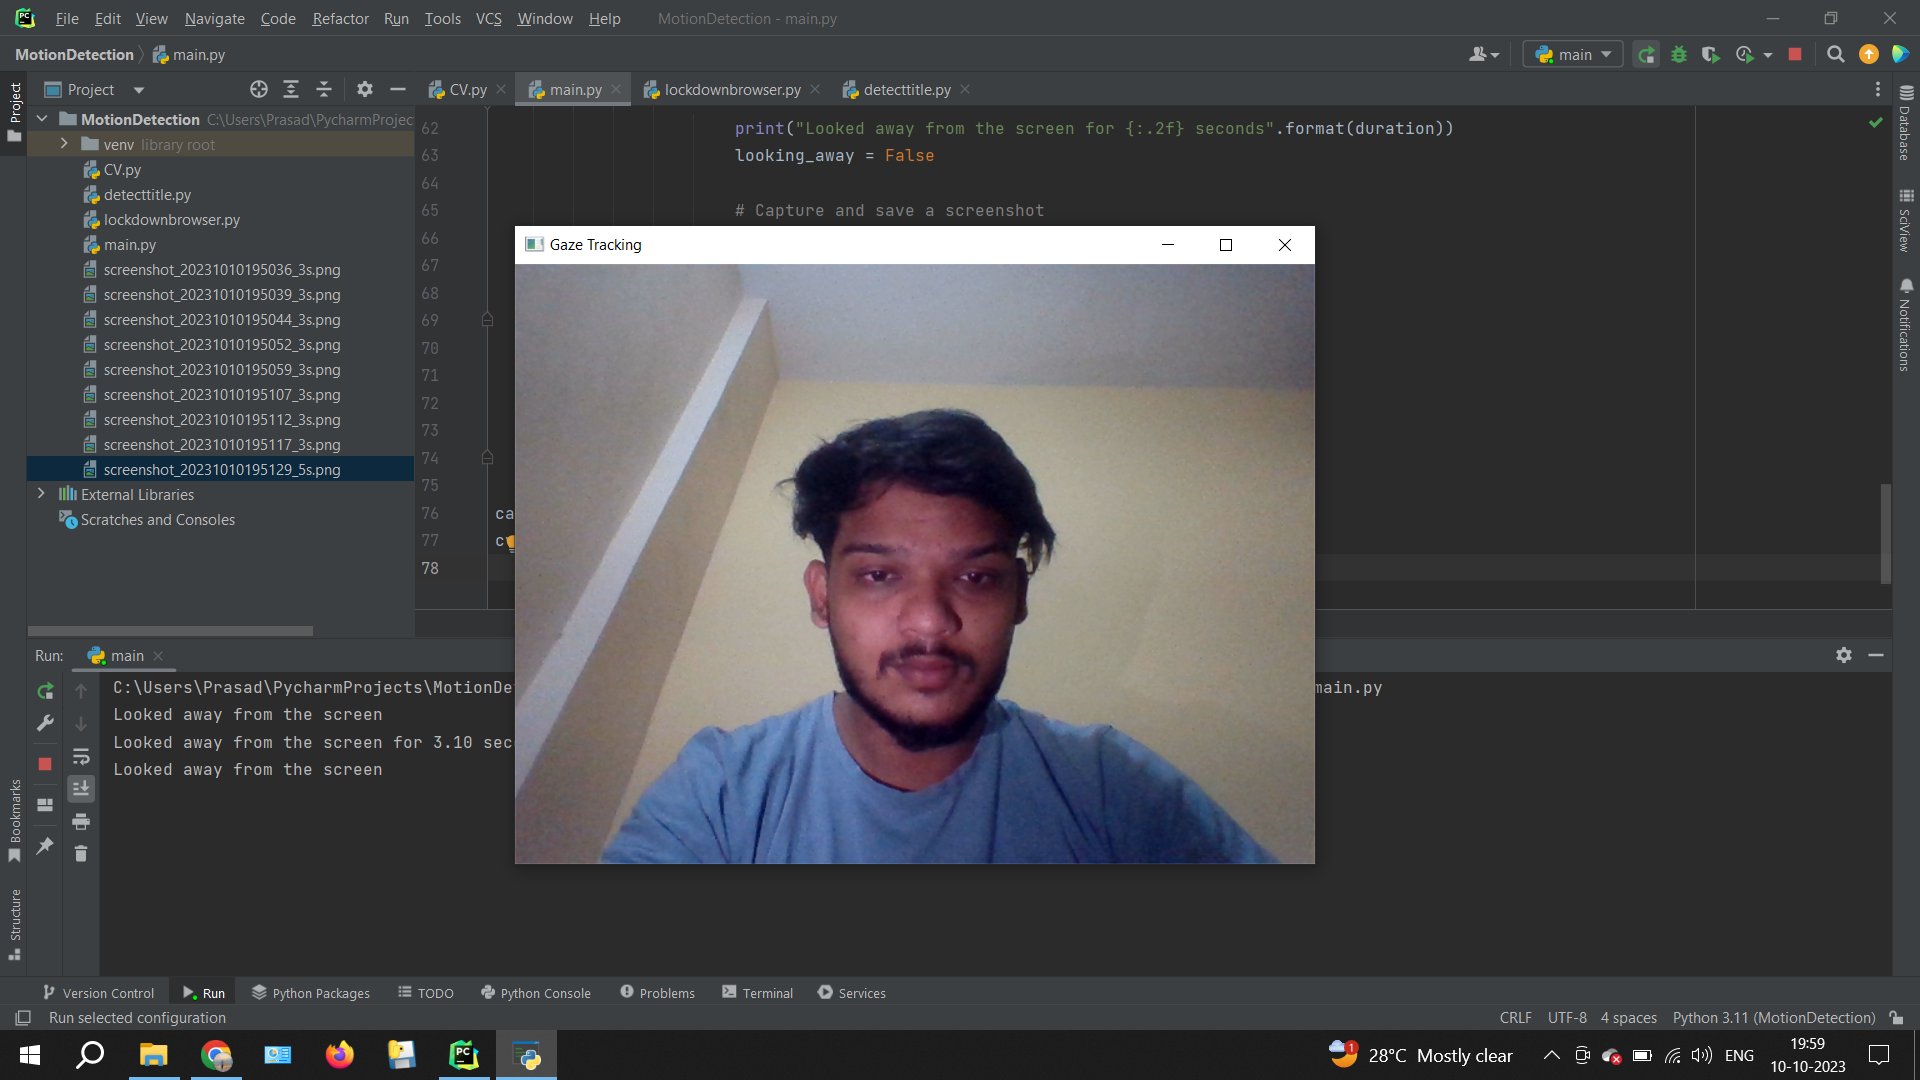 File Edit View Navigate Code Refactor Run Tools VCS Window Help MotionDetection - main.py
MotionDetection main.py main
Project
Project
CV.py main.py lockdownbrowser.py detecttitle.py
MotionDetection C:\Users\Prasad\PycharmProjec
venv library root
CV.py
detecttitle.py
lockdownbrowser.py
main.py
screenshot_20231010195036_3s.png
screenshot_20231010195039_3s.png
screenshot_20231010195044_3s.png
screenshot_20231010195052_3s.png
screenshot_20231010195059_3s.png
screenshot_20231010195107_3s.png
screenshot_20231010195112_3s.png
screenshot_20231010195117_3s.png
screenshot_20231010195129_5s.png
External Libraries
Scratches and Consoles
62 print("Looked away from the screen for {:.2f} seconds".format(duration))
63 looking_away = False
64
65 # Capture and save a screenshot
66
67
68
69
70
71
72
73
74
75
76 ca
77 c
78
Gaze Tracking
Database
SciView
Notifications
Run: main
C:\Users\Prasad\PycharmProjects\MotionDe main.py
Looked away from the screen
Looked away from the screen for 3.10 sec
Looked away from the screen
Bookmarks
Structure
Version Control Run Python Packages TODO Python Console Problems Terminal Services
Run selected configuration CRLF UTF-8 4 spaces Python 3.11 (MotionDetection)
1 28°C Mostly clear ENG 19:59
10-10-2023